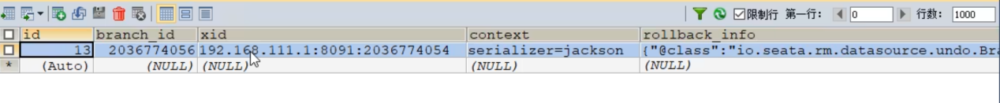 限制行 第一行: 0 行数: 1000
id branch_id xid context rollback_info
13 2036774056 192.168.111.1:8091:2036774054 serializer=jackson {"@class":"io.seata.rm.datasource.undo.Bra
* (Auto) (NULL) (NULL) (NULL) (NULL)